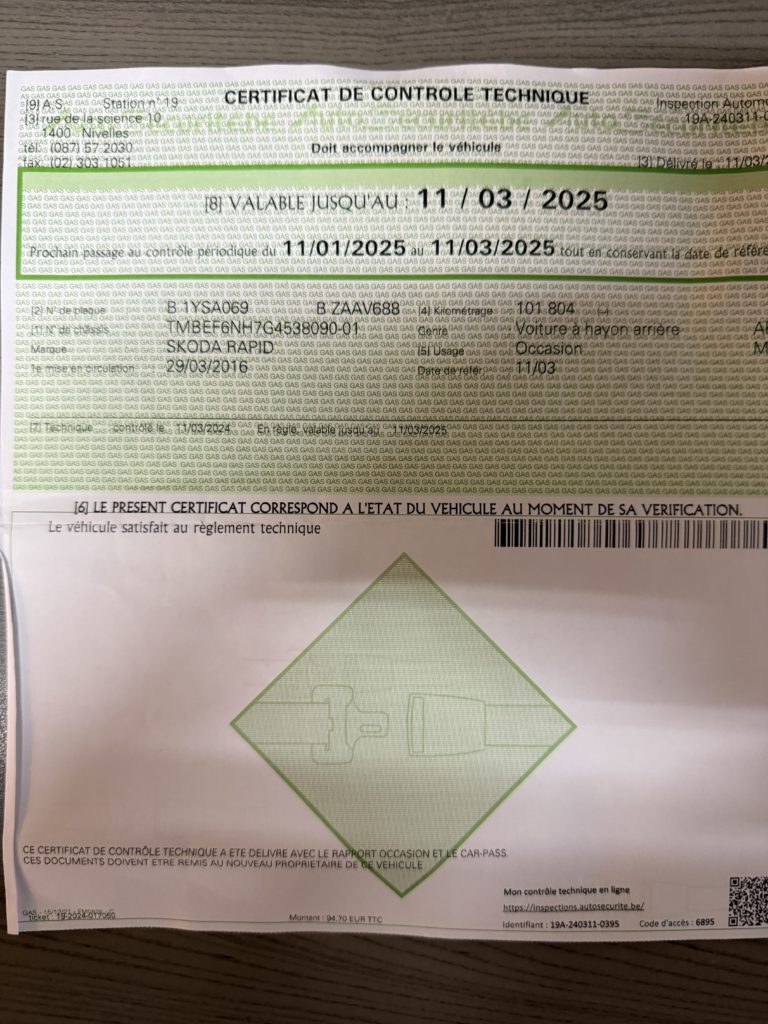 [9] A.S. Station n° 19 CERTIFICAT DE CONTROLE TECHNIQUE Inspection Autom
[3] rue de la science 10 19A-240311-0
1400 Nivelles
Doit accompagner le véhicule
tél. (087) 57 2030
fax. (02) 303 1051 [3] Délivré le : 11/03/2
[8] VALABLE JUSQU'AU : 11 / 03 / 2025
Prochain passage au contrôle périodique du 11/01/2025 au 11/03/2025 tout en conservant la date de référe
[2] N° de plaque B 1YSA069 B ZAAV688 [4] Kilométrage 101 804 (--)
[1] N° de châssis TMBEF6NH7G4538090-01 Genre Voiture à hayon arrière
Marque SKODA RAPID [5] Usage Occasion M
1e mise en circulation 29/03/2016 Date de référ. 11/03
[7] Technique contrôlé le 11/03/2024 En règle, valable jusqu'au 11/03/2025
[6] LE PRESENT CERTIFICAT CORRESPOND A L'ETAT DU VEHICULE AU MOMENT DE SA VERIFICATION.
Le véhicule satisfait au règlement technique
CE CERTIFICAT DE CONTRÔLE TECHNIQUE A ETE DELIVRE AVEC LE RAPPORT OCCASION ET LE CAR-PASS.
CES DOCUMENTS DOIVENT ETRE REMIS AU NOUVEAU PROPRIETAIRE DE CE VEHICULE
Mon contrôle technique en ligne
https://inspections.autosecurite.be/
ticket : 19-2024-017060 Montant : 94.70 EUR TTC
Identifiant : 19A-240311-0395 Code d'accès : 6895